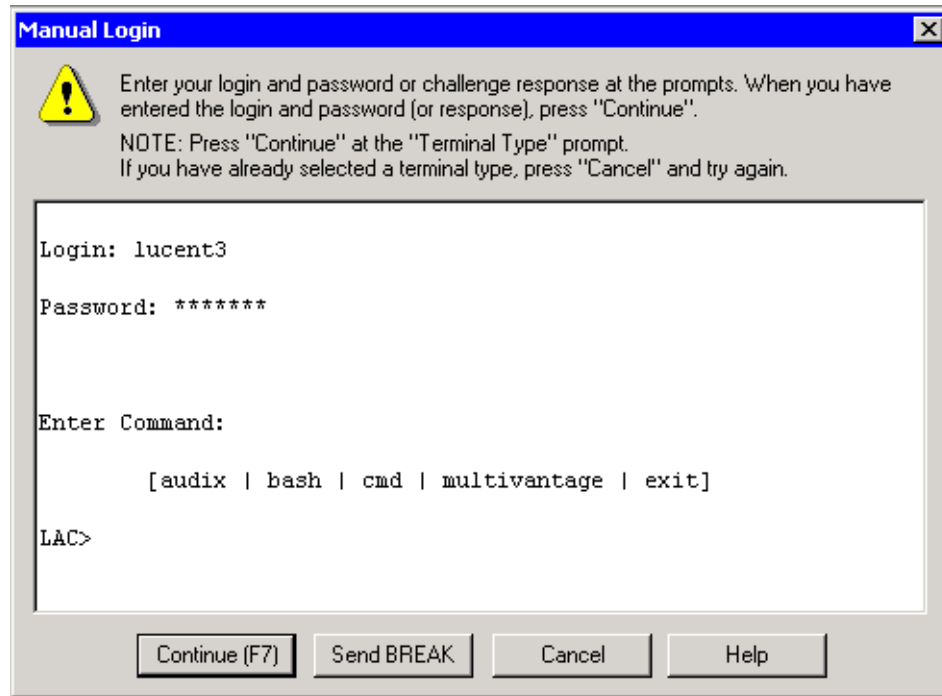 Manual Login
Enter your login and password or challenge response at the prompts. When you have
entered the login and password (or response), press "Continue".
NOTE: Press "Continue" at the "Terminal Type" prompt.
If you have already selected a terminal type, press "Cancel" and try again.
Login: lucent3
Password: *******
Enter Command:
[audix | bash | cmd | multivantage | exit]
LAC>
Continue (F7) Send BREAK Cancel Help